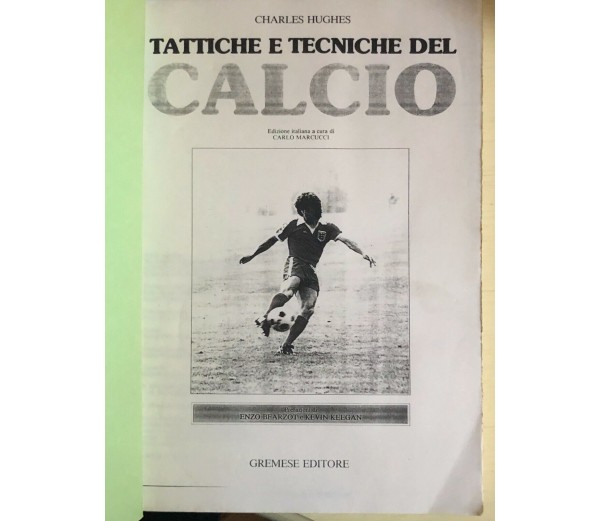 CHARLES HUGHES
TATTICHE E TECNICHE DEL
CALCIO
Edizione italiana a cura di
CARLO MARCUCCI
ENZO BEARZOT e KEVIN KEEGAN
GREMESE EDITORE